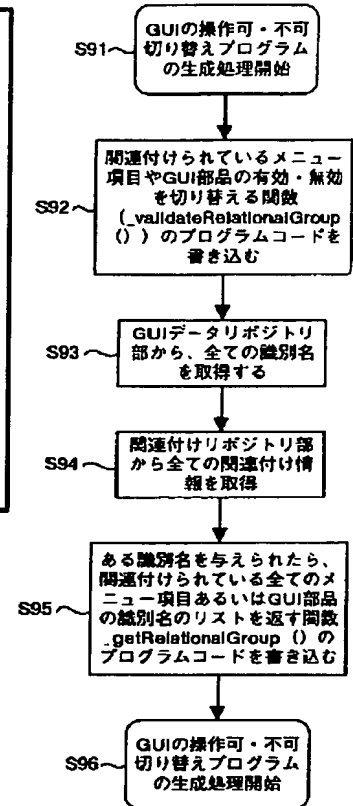 S91
GUIの操作可・不可
切り替えプログラム
の生成処理開始
S92
関連付けられているメニュー
項目やGUI部品の有効・無効
を切り替える関数
(_validateRelationalGroup
())のプログラムコードを
書き込む
S93
GUIデータリポジトリ
部から、全ての識別名
を取得する
S94
関連付けリポジトリ部
から全ての関連付け情
報を取得
S95
ある識別名を与えられたら、
関連付けられている全てのメ
ニュー項目あるいはGUI部品
の識別名のリストを返す関数
_getRelationalGroup()の
プログラムコードを書き込む
S96
GUIの操作可・不可
切り替えプログラム
の生成処理開始